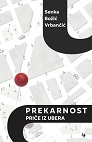 Senka
Božić
Vrbančić
PREKARNOST
PRIČE IZ UBERA